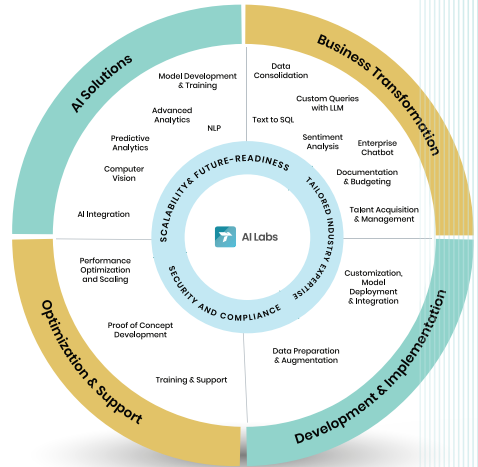 AI Solutions
Model Development
& Training
Advanced
Analytics
NLP
Predictive
Analytics
Computer
Vision
AI Integration
Business Transformation
Data
Consolidation
Custom Queries
with LLM
Text to SQL
Sentiment
Analysis
Enterprise
Chatbot
Documentation
& Budgeting
Talent Acquisition
& Management
SCALABILITY & FUTURE-READINESS
TAILORED INDUSTRY EXPERTISE
SECURITY AND COMPLIANCE
AI Labs
Optimization & Support
Performance
Optimization
and Scaling
Proof of Concept
Development
Training & Support
Development & Implementation
Customization,
Model
Deployment
& Integration
Data Preparation
& Augmentation